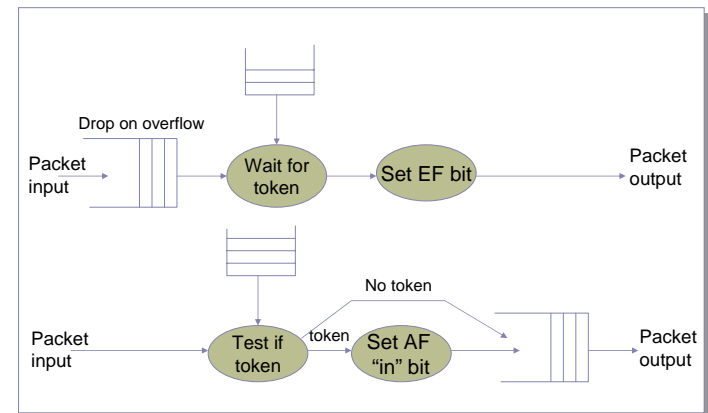 Drop on overflow
Packet
input
Wait for
token
Set EF bit
Packet
output
No token
Packet
input
Test if
token
token
Set AF
“in” bit
Packet
output